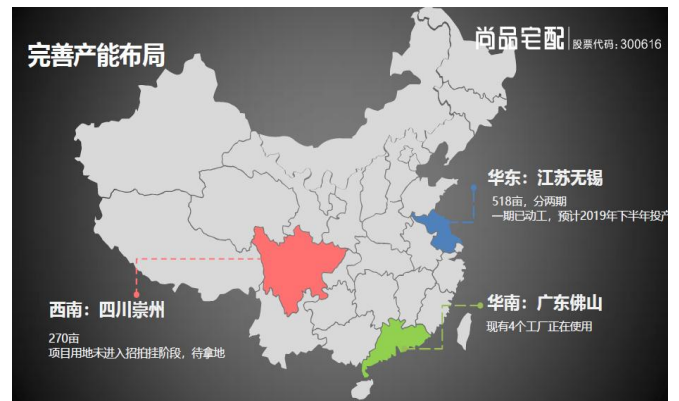 完善产能布局
尚品宅配 股票代码：300616
华东：江苏无锡
518亩，分两期
一期已动工，预计2019年下半年投产
西南：四川崇州
270亩
项目用地未进入招拍挂阶段，待拿地
华南：广东佛山
现有4个工厂正在使用